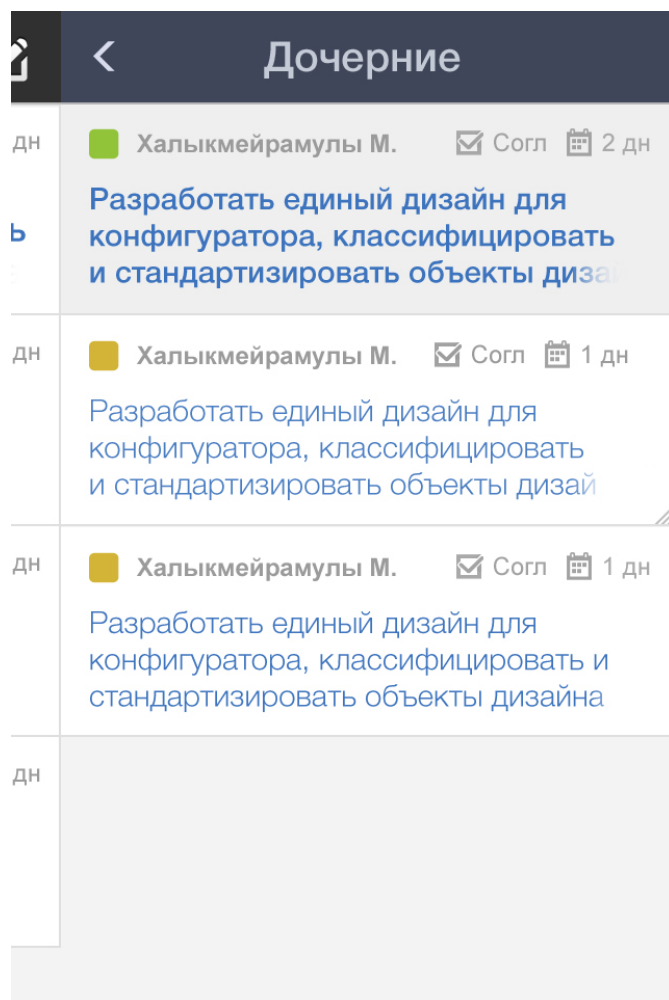 Дочерние
дн
Халыкмейрамулы М. Согл 2 дн
Разработать единый дизайн для
ь
конфигуратора, классифицировать
и стандартизировать объекты диза
дн
Халыкмейрамулы М. Согл 1 дн
Разработать единый дизайн для
конфигуратора, классифицировать
и стандартизировать объекты дизай
дн
Халыкмейрамулы М. Согл 1 дн
Разработать единый дизайн для
конфигуратора, классифицировать и
стандартизировать объекты дизайна
дн